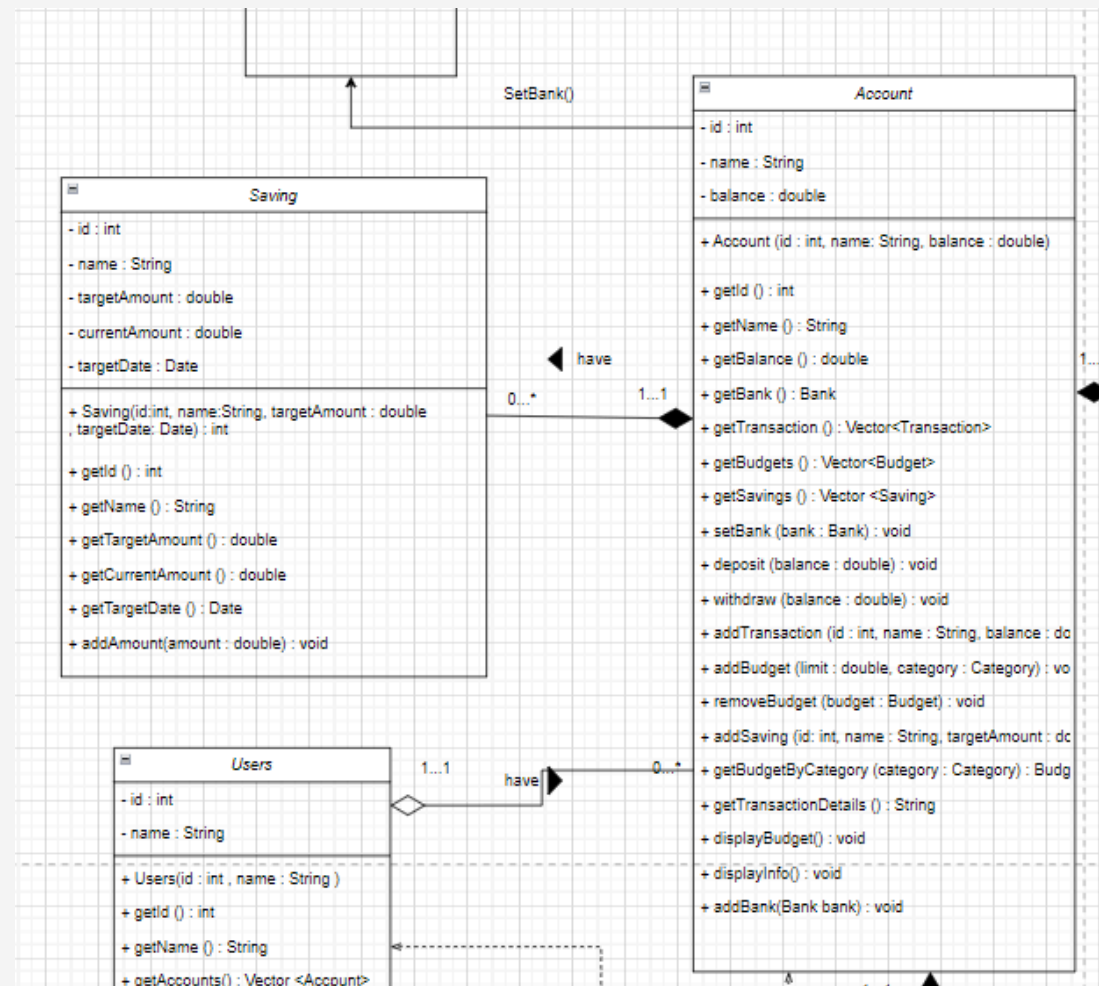 SetBank()
Account
- id : int
- name : String
- balance : double
+ Account (id : int, name: String, balance : double)
+ getId () : int
+ getName () : String
+ getBalance () : double
+ getBank () : Bank
+ getTransaction () : Vector<Transaction>
+ getBudgets () : Vector<Budget>
+ getSavings () : Vector <Saving>
+ setBank (bank : Bank) : void
+ deposit (balance : double) : void
+ withdraw (balance : double) : void
+ addTransaction (id : int, name : String, balance : do
+ addBudget (limit : double, category : Category) : vo
+ removeBudget (budget : Budget) : void
+ addSaving (id: int, name : String, targetAmount : dc
+ getBudgetByCategory (category : Category) : Budg
+ getTransactionDetails () : String
+ displayBudget() : void
+ displayInfo() : void
+ addBank(Bank bank) : void
Saving
- id : int
- name : String
- targetAmount : double
- currentAmount : double
- targetDate : Date
+ Saving(id:int, name:String, targetAmount : double
, targetDate: Date) : int
+ getId () : int
+ getName () : String
+ getTargetAmount () : double
+ getCurrentAmount () : double
+ getTargetDate () : Date
+ addAmount(amount : double) : void
have
0...*
1...1
1...
Users
- id : int
- name : String
+ Users(id : int , name : String )
+ getId () : int
+ getName () : String
+ getAccounts() : Vector <Account>
1...1
have
0...*